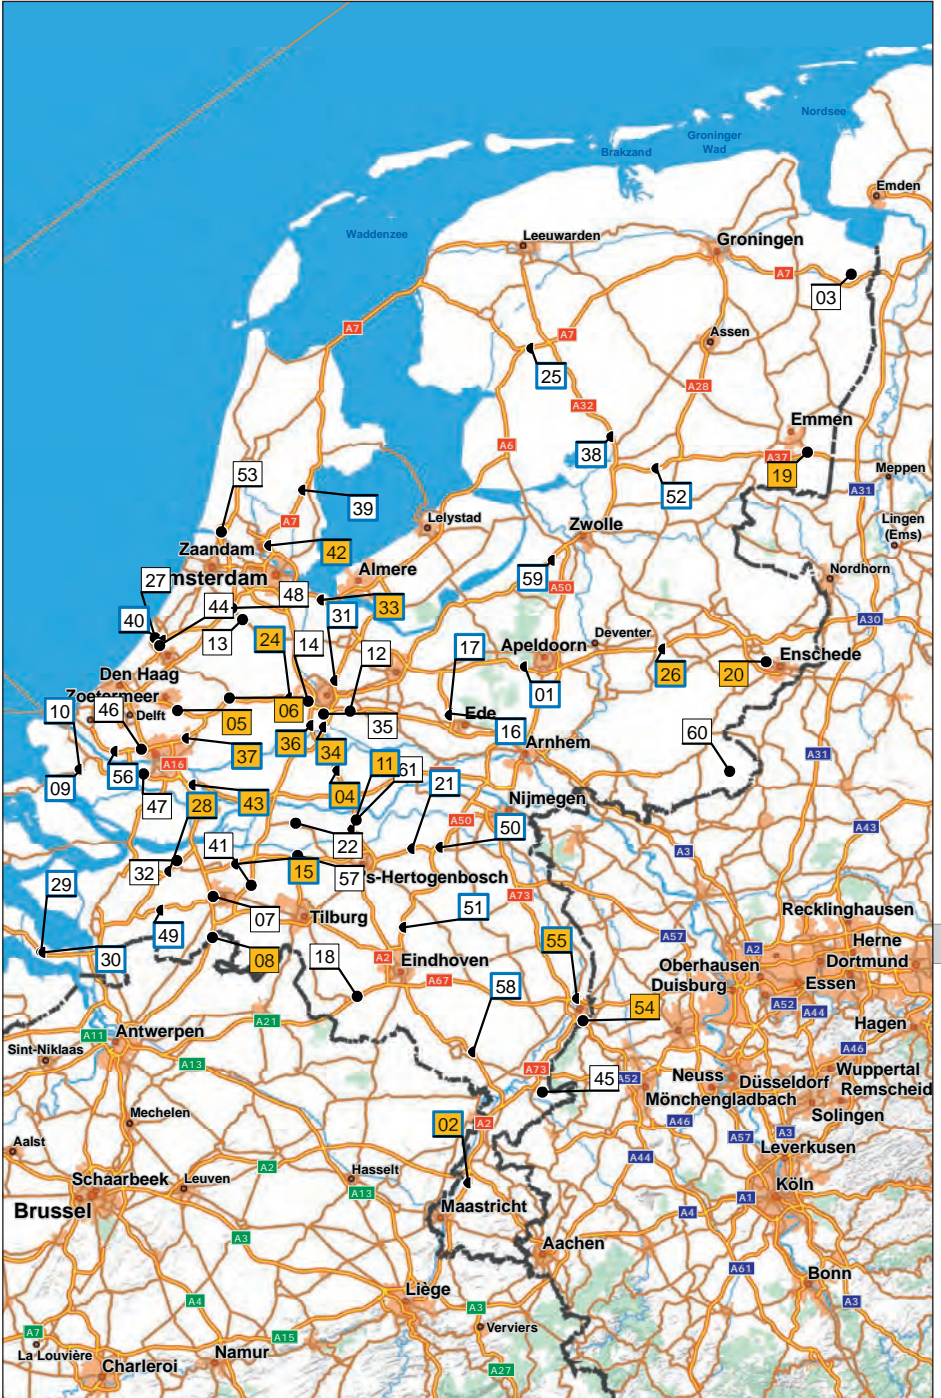 Nordsee
Groninger
Wad
Brakzand
Emden
Waddenzee
Leeuwarden
Groningen
A7
03
A7
A7
Assen
25
A28
A32
Emmen
A6
38
A37
19
Meppen
53
52
A31
39
A7
Lelystad
Zwolle
Lingen
(Ems)
Zaandam
42
27
msterdam
Almere
59
A50
Nordhorn
44
48
33
40
31
A30
13
24
14
12
17
Apeldoorn
Deventer
Enschede
Den Haag
26
20
01
Zoetermeer
10
46
Delft
05
06
Ede
35
16
60
36
34
Arnhem
37
A16
56
11
61
A31
09
21
47
43
04
28
Nijmegen
A50
50
A43
41
22
A3
32
15
57
's-Hertogenbosch
29
A73
07
51
Recklinghausen
Tilburg
49
55
A57
A2
Herne
30
08
18
A2
Eindhoven
Oberhausen
Dortmund
A67
58
Duisburg
Essen
54
A52
A44
A21
Hagen
A11
Antwerpen
Sint-Niklaas
A46
A13
A73
45
A52
Neuss
Düsseldorf
Wuppertal
Mönchengladbach
Remscheid
Mechelen
02
A2
A46
Solingen
A57
A3
Aalst
Leverkusen
A44
A2
Hasselt
Schaarbeek
Leuven
A13
Köln
A1
Brussel
Maastricht
A4
A3
Aachen
A61
Bonn
Liège
A4
A3
A3
A7
A15
Verviers
La Louvière
Namur
Charleroi
A27